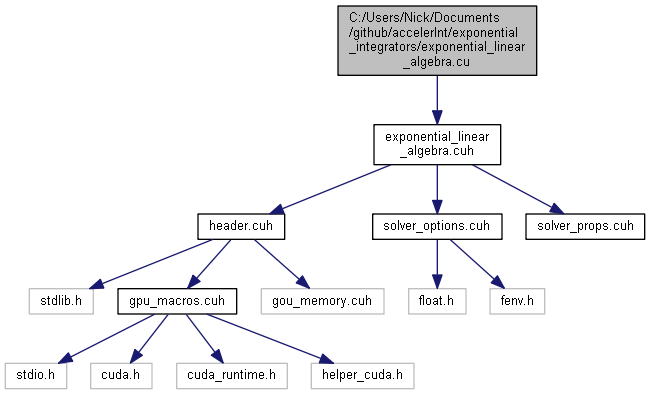 C:/Users/Nick/Documents
/github/accelerInt/exponential
_integrators/exponential_linear
_algebra.cu
exponential_linear
_algebra.cuh
header.cuh
solver_options.cuh
solver_props.cuh
stdlib.h
gpu_macros.cuh
gou_memory.cuh
float.h
fenv.h
stdio.h
cuda.h
cuda_runtime.h
helper_cuda.h